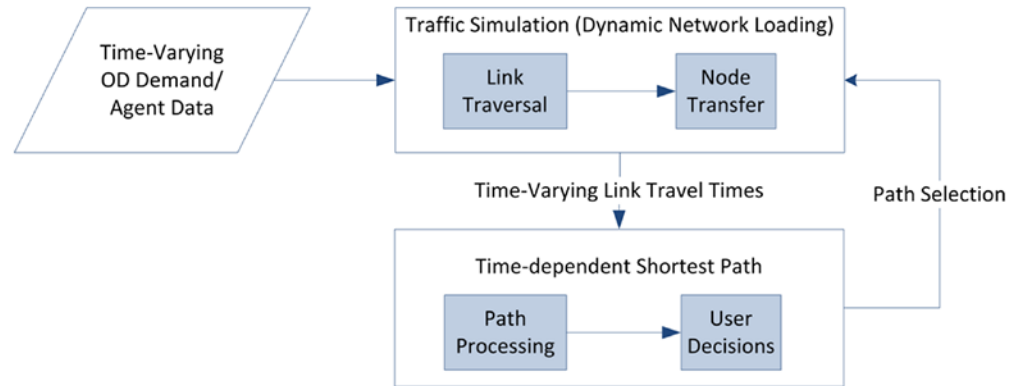 Time-Varying
OD Demand/
Agent Data
Traffic Simulation (Dynamic Network Loading)
Link
Traversal
Node
Transfer
Time-Varying Link Travel Times
Path Selection
Time-dependent Shortest Path
Path
Processing
User
Decisions